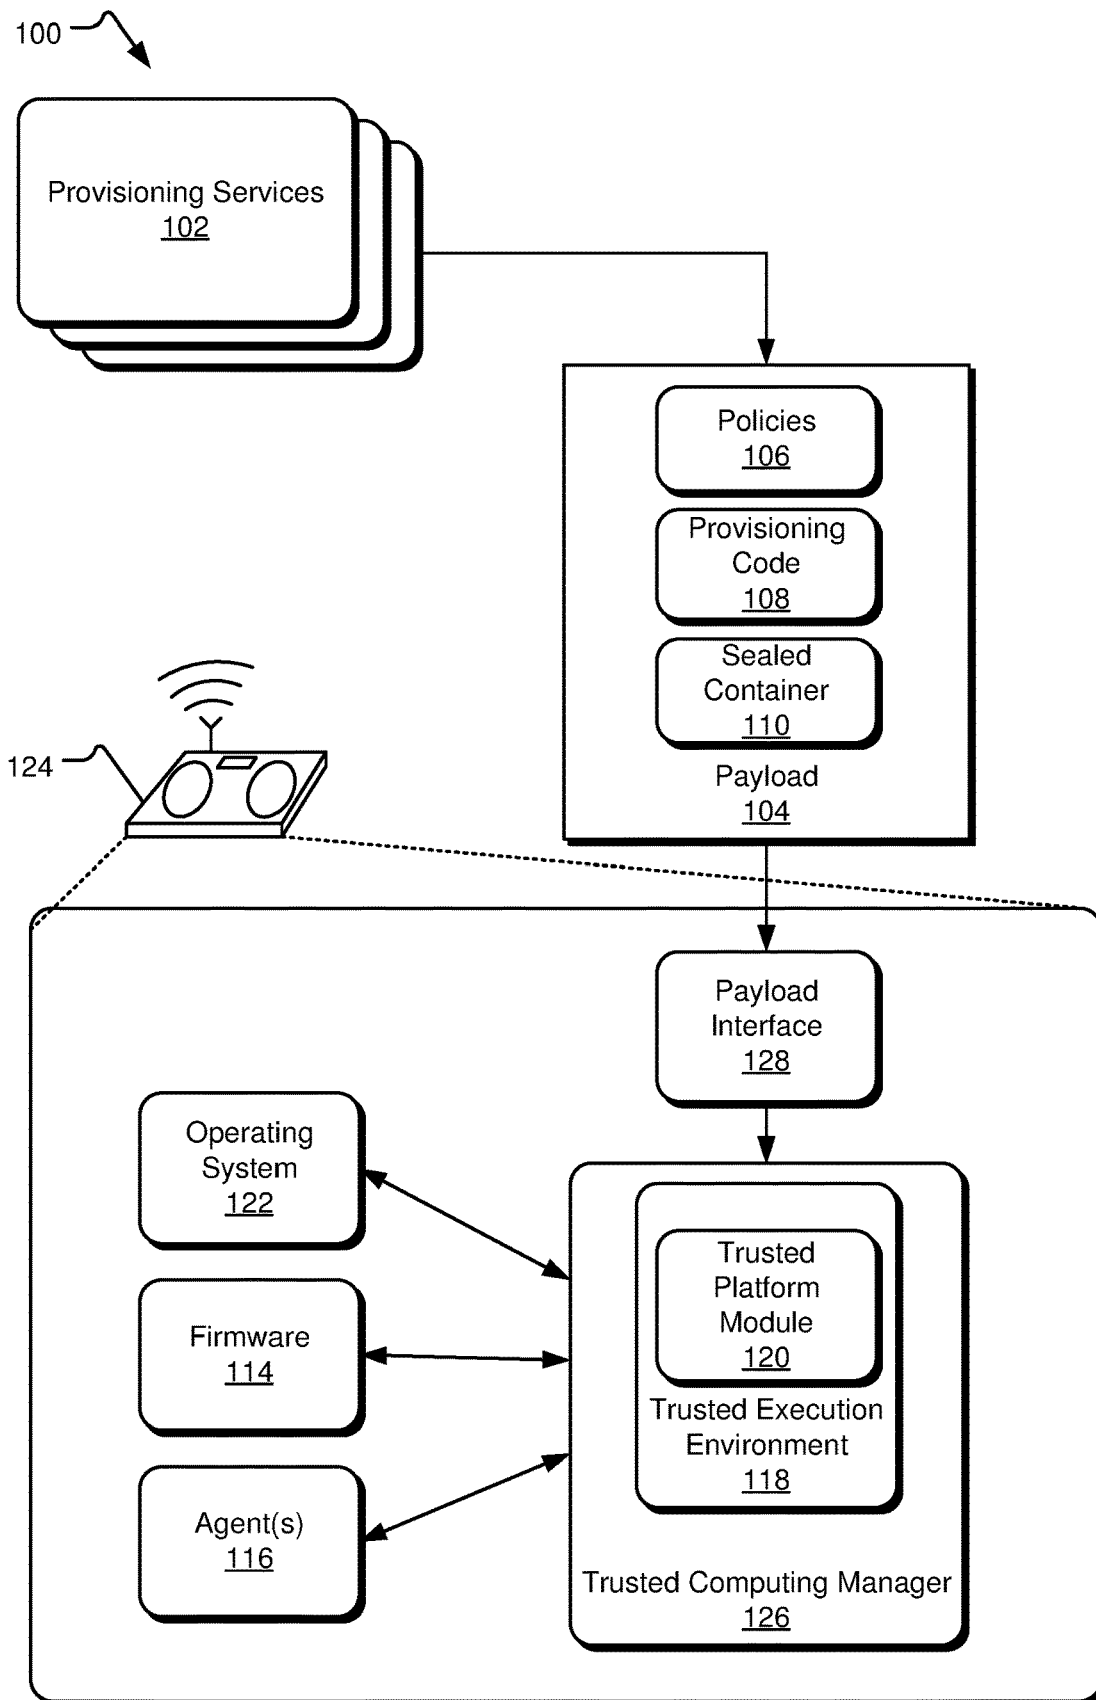 100
Provisioning Services
102
Policies
106
Provisioning
Code
108
Sealed
Container
110
Payload
104
124
Payload
Interface
128
Operating
System
122
Firmware
114
Agent(s)
116
Trusted
Platform
Module
120
Trusted Execution
Environment
118
Trusted Computing Manager
126